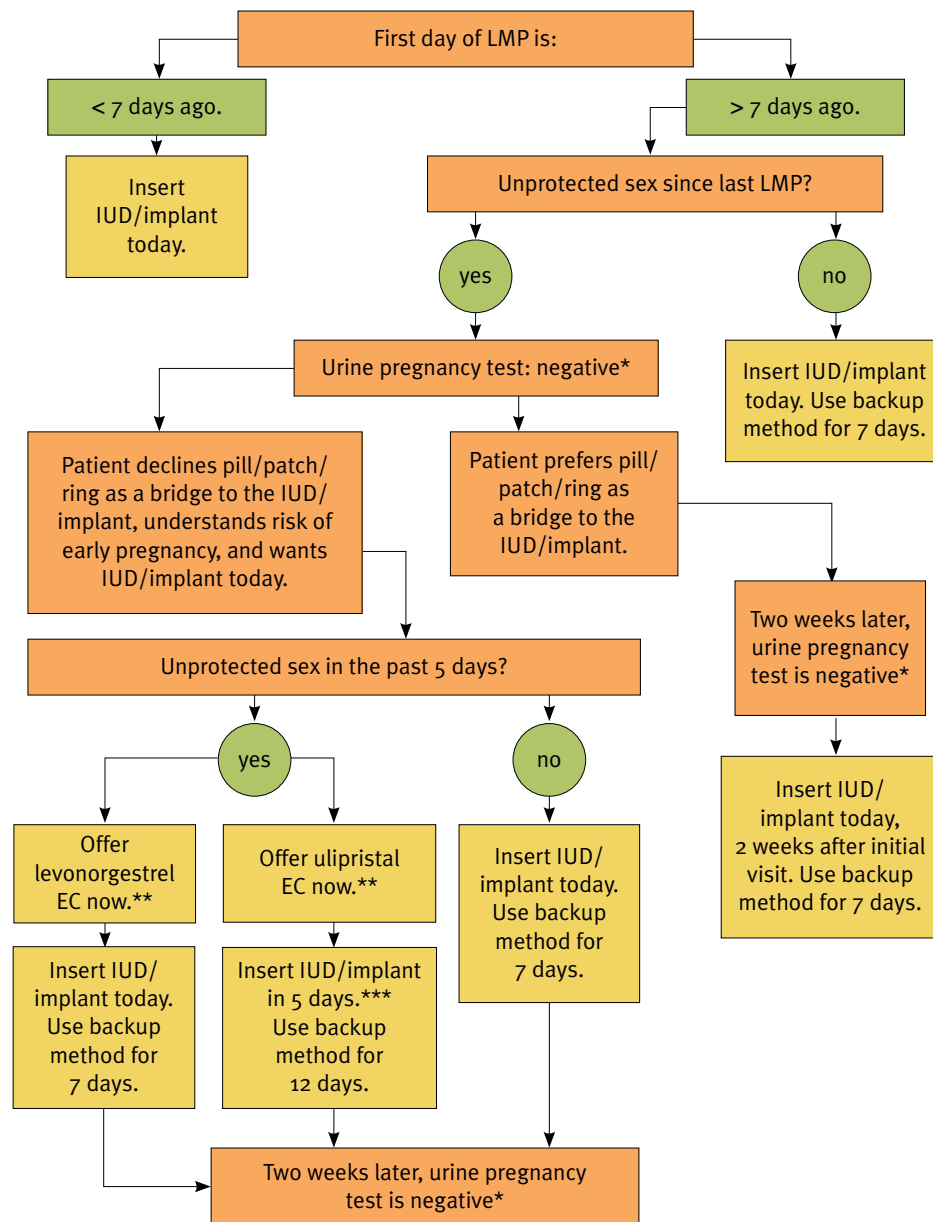 First day of LMP is:
< 7 days ago.
> 7 days ago.
Insert
IUD/implant
today.
Unprotected sex since last LMP?
yes
no
Urine pregnancy test: negative*
Insert IUD/implant
today. Use backup
method for 7 days.
Patient declines pill/patch/
ring as a bridge to the IUD/
implant, understands risk of
early pregnancy, and wants
IUD/implant today.
Patient prefers pill/
patch/ring as
a bridge to the
IUD/implant.
Two weeks later,
urine pregnancy
test is negative*
Unprotected sex in the past 5 days?
yes
no
Insert IUD/
implant today,
2 weeks after initial
visit. Use backup
method for 7 days.
Offer
levonorgestrel
EC now.**
Offer ulipristal
EC now.**
Insert IUD/
implant today.
Use backup
method for
7 days.
Insert IUD/
implant today.
Use backup
method for
7 days.
Insert IUD/implant
in 5 days.***
Use backup
method for
12 days.
Two weeks later, urine pregnancy
test is negative*